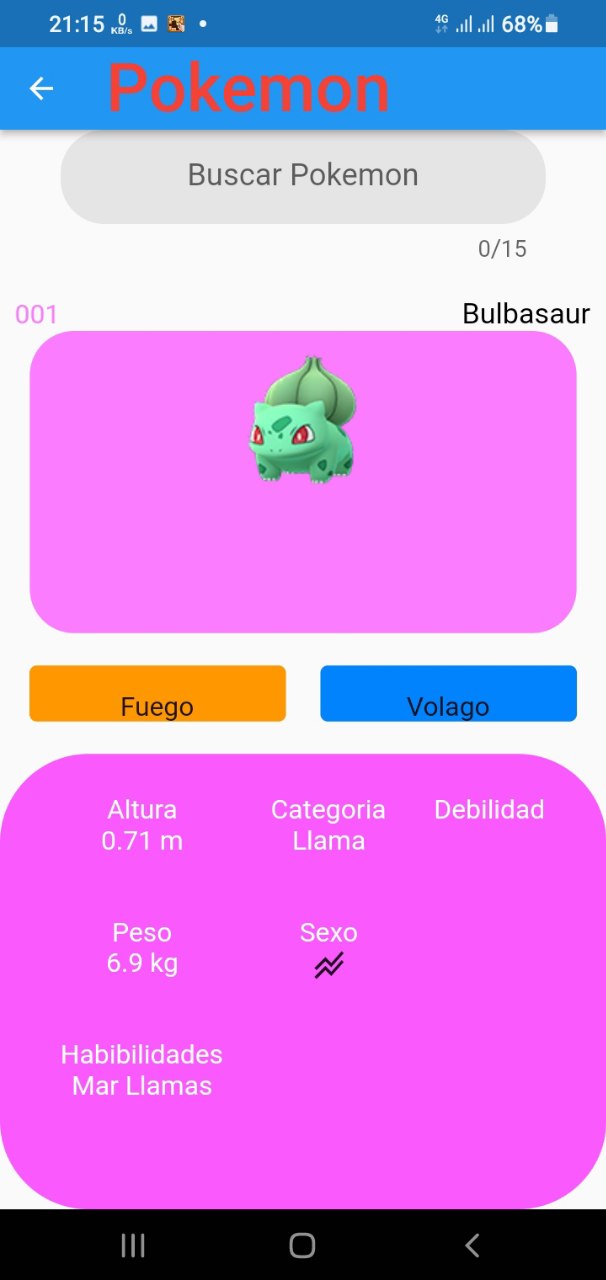 21:15 0 KB/s 4G 68%
Pokemon
Buscar Pokemon
0/15
001 Bulbasaur
Fuego Volago
Altura Categoria Debilidad
0.71 m Llama
Peso Sexo
6.9 kg
Habibilidades
Mar Llamas